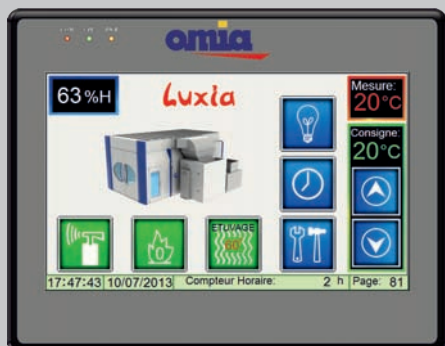 omia
63 %H
Luxia
Mesure:
20°C
Consigne:
20°C
ETUVAGE
60°
17:47:43 10/07/2013 Compteur Horaire: 2 h Page: 81